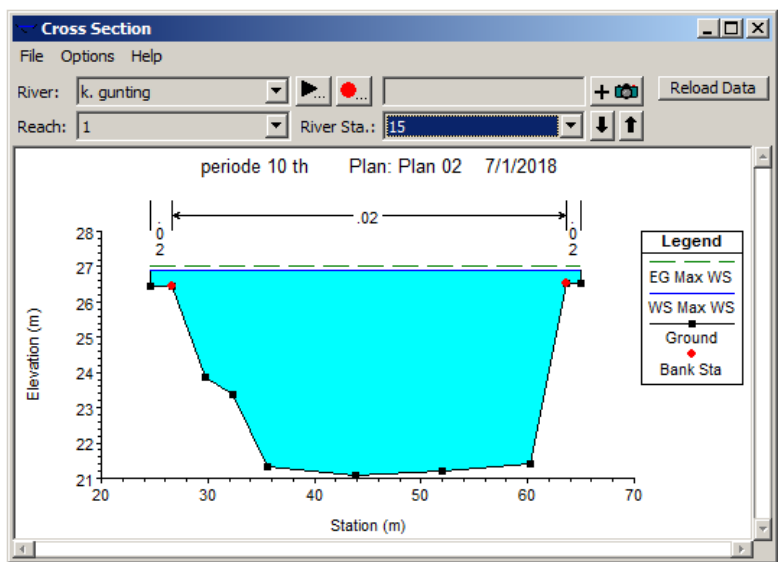 Cross Section
File Options Help
River: k. gunting
Reload Data
Reach: 1 River Sta.: 15
periode 10 th Plan: Plan 02 7/1/2018
.02 .02 .02
Legend
EG Max WS
WS Max WS
Ground
Bank Sta
Elevation (m)
28
27
26
25
24
23
22
21
20 30 40 50 60 70
Station (m)